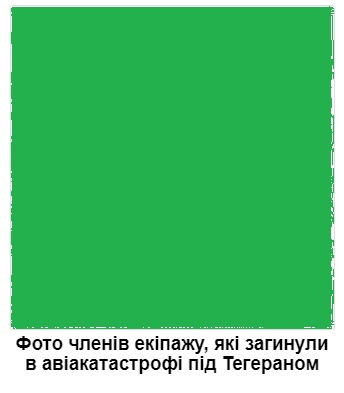 Фото членів екіпажу, які загинули
в авіакатастрофі під Тегераном